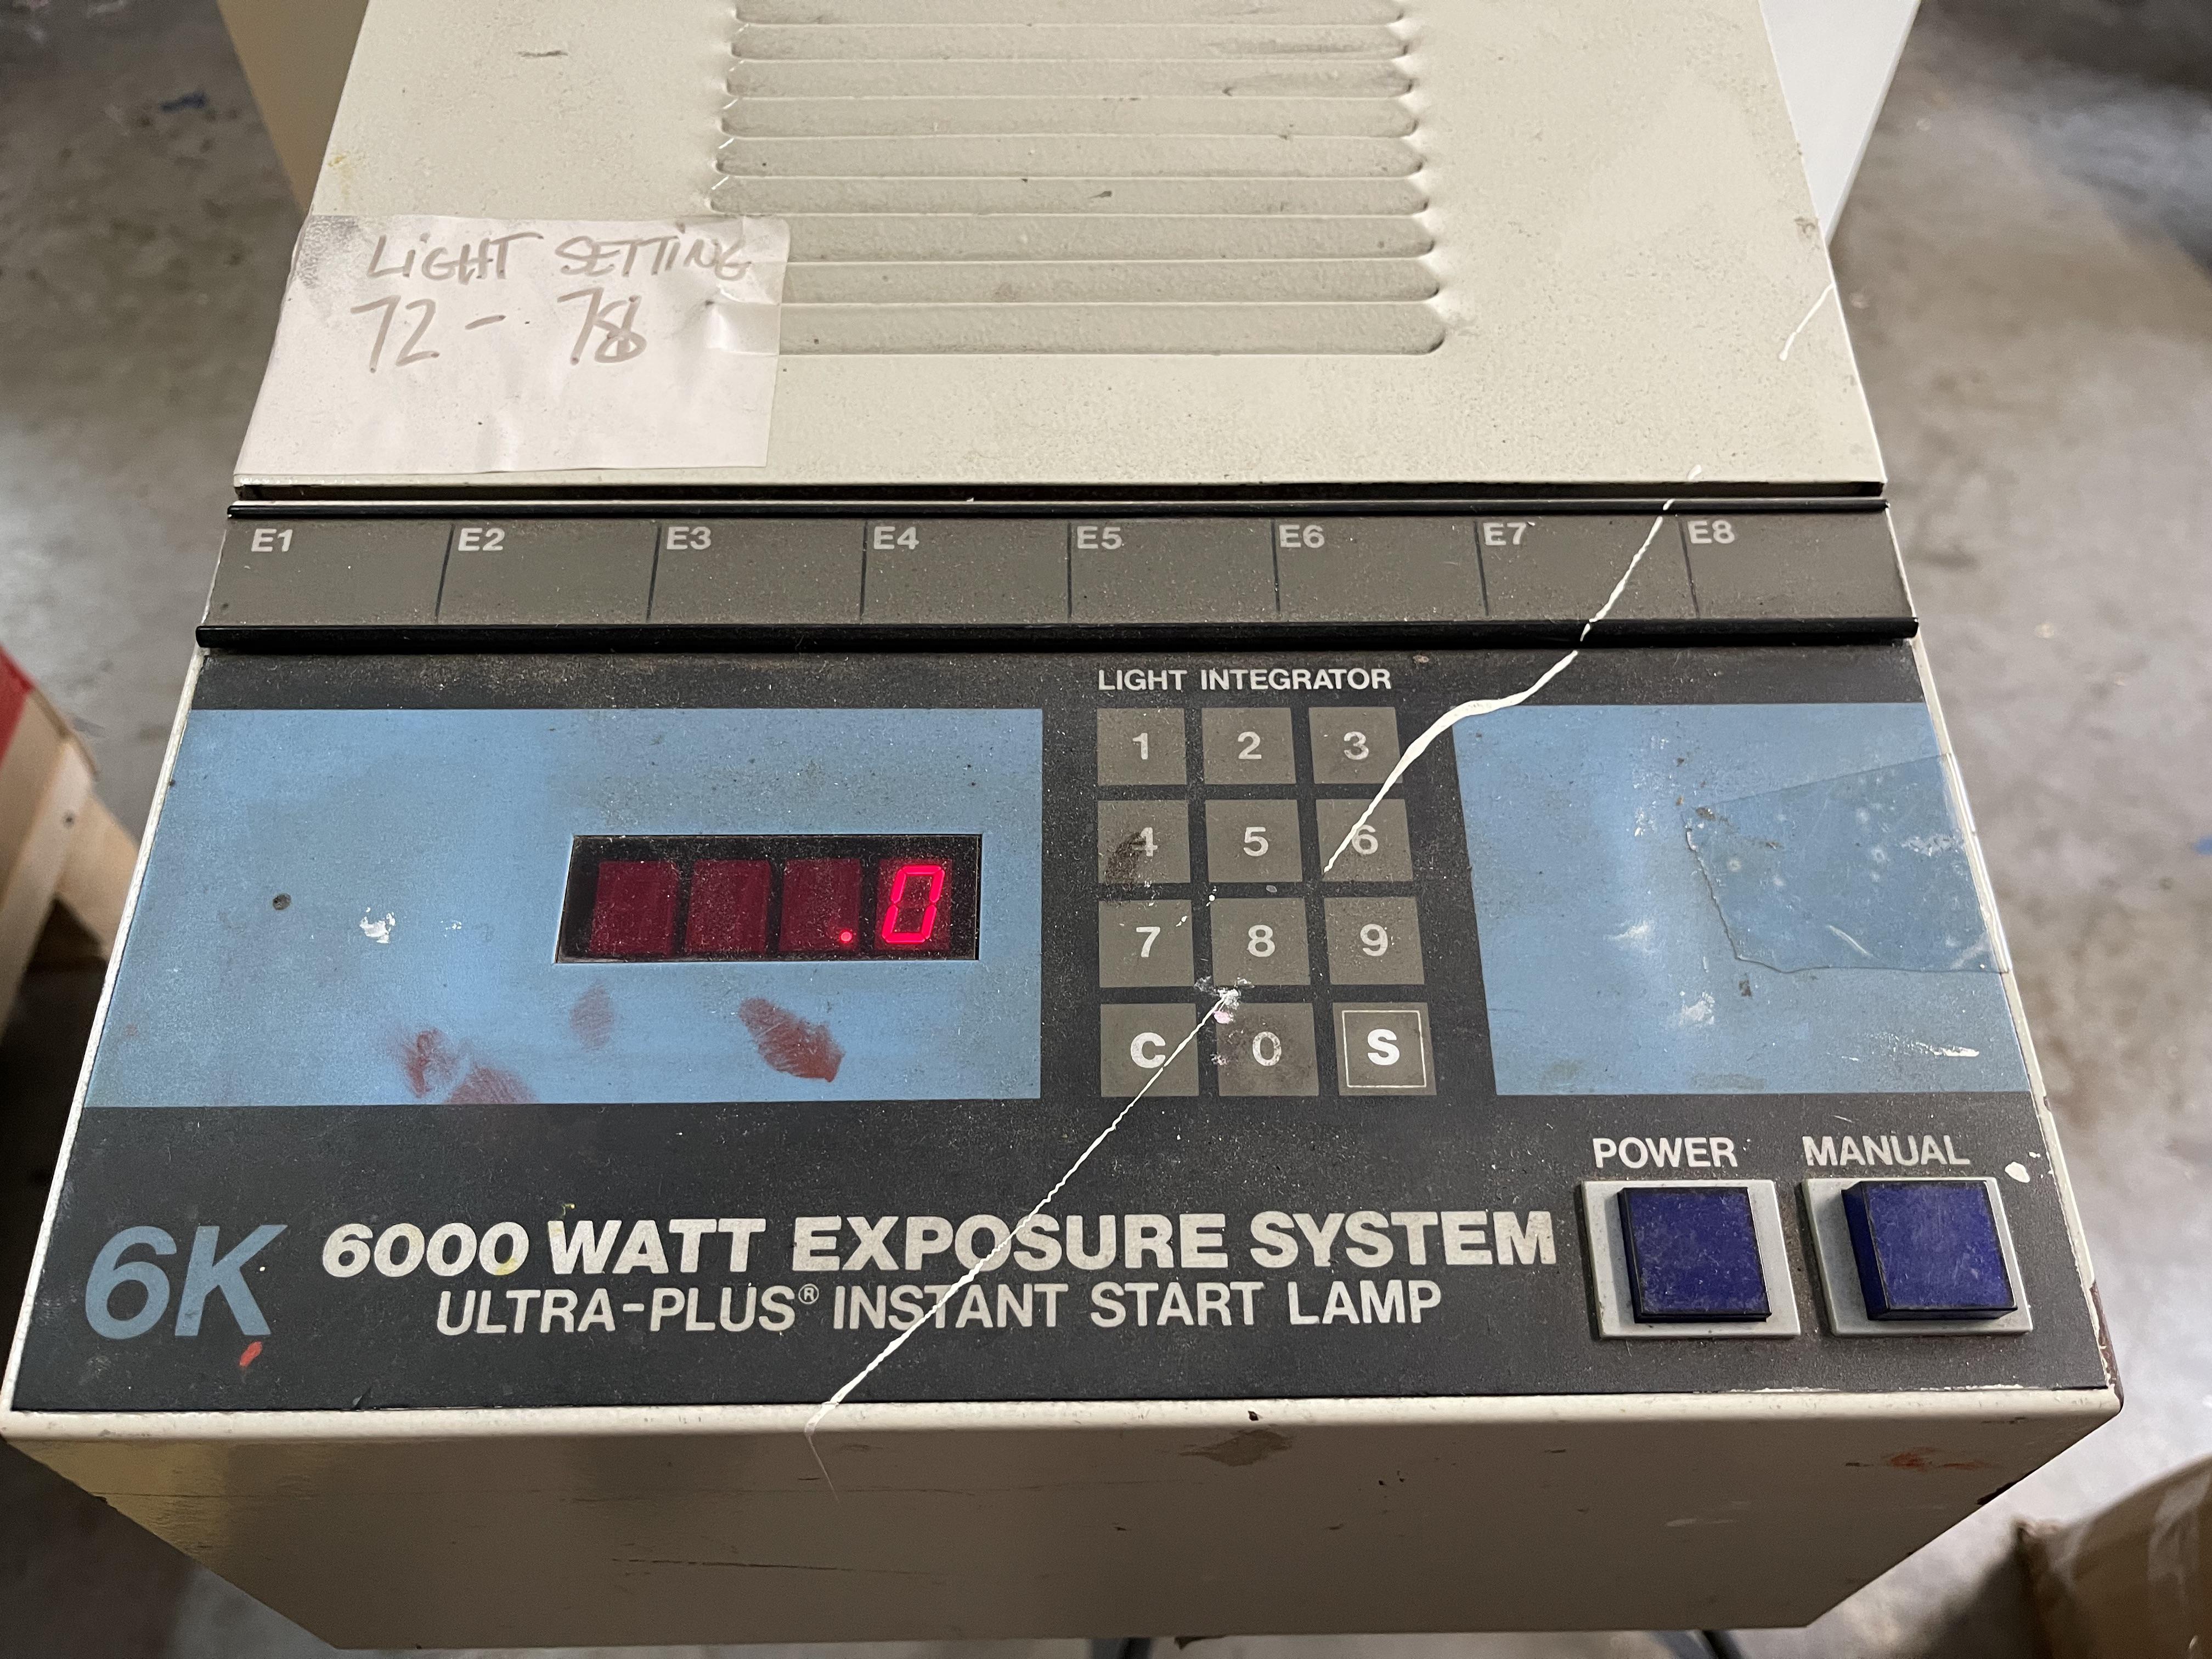 LIGHT SETTING
72 - 78
E1 E2 E3 E4 E5 E6 E7 E8
LIGHT INTEGRATOR
1 2 3
4 5 6
7 8 9
C 0 S
.0
POWER MANUAL
6K 6000 WATT EXPOSURE SYSTEM
ULTRA-PLUS® INSTANT START LAMP